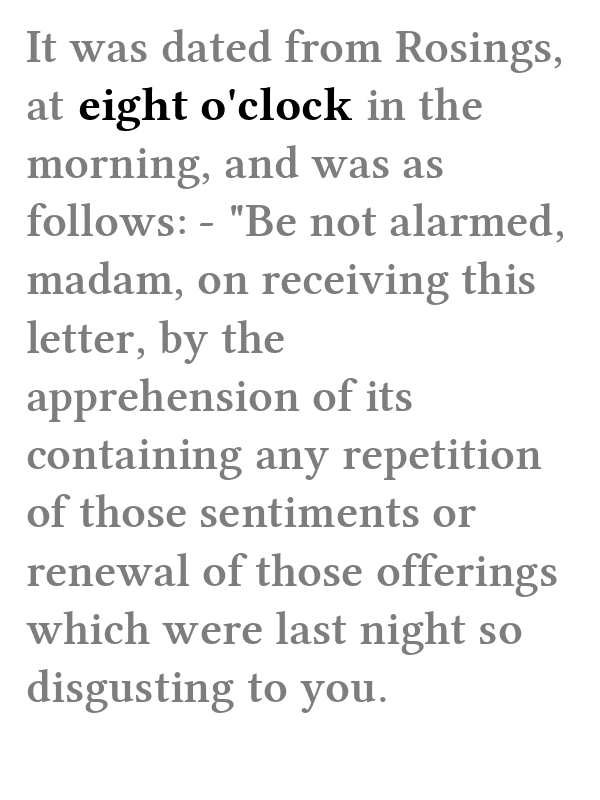 It was dated from Rosings,
at eight o'clock in the
morning, and was as
follows: - "Be not alarmed,
madam, on receiving this
letter, by the
apprehension of its
containing any repetition
of those sentiments or
renewal of those offerings
which were last night so
disgusting to you.